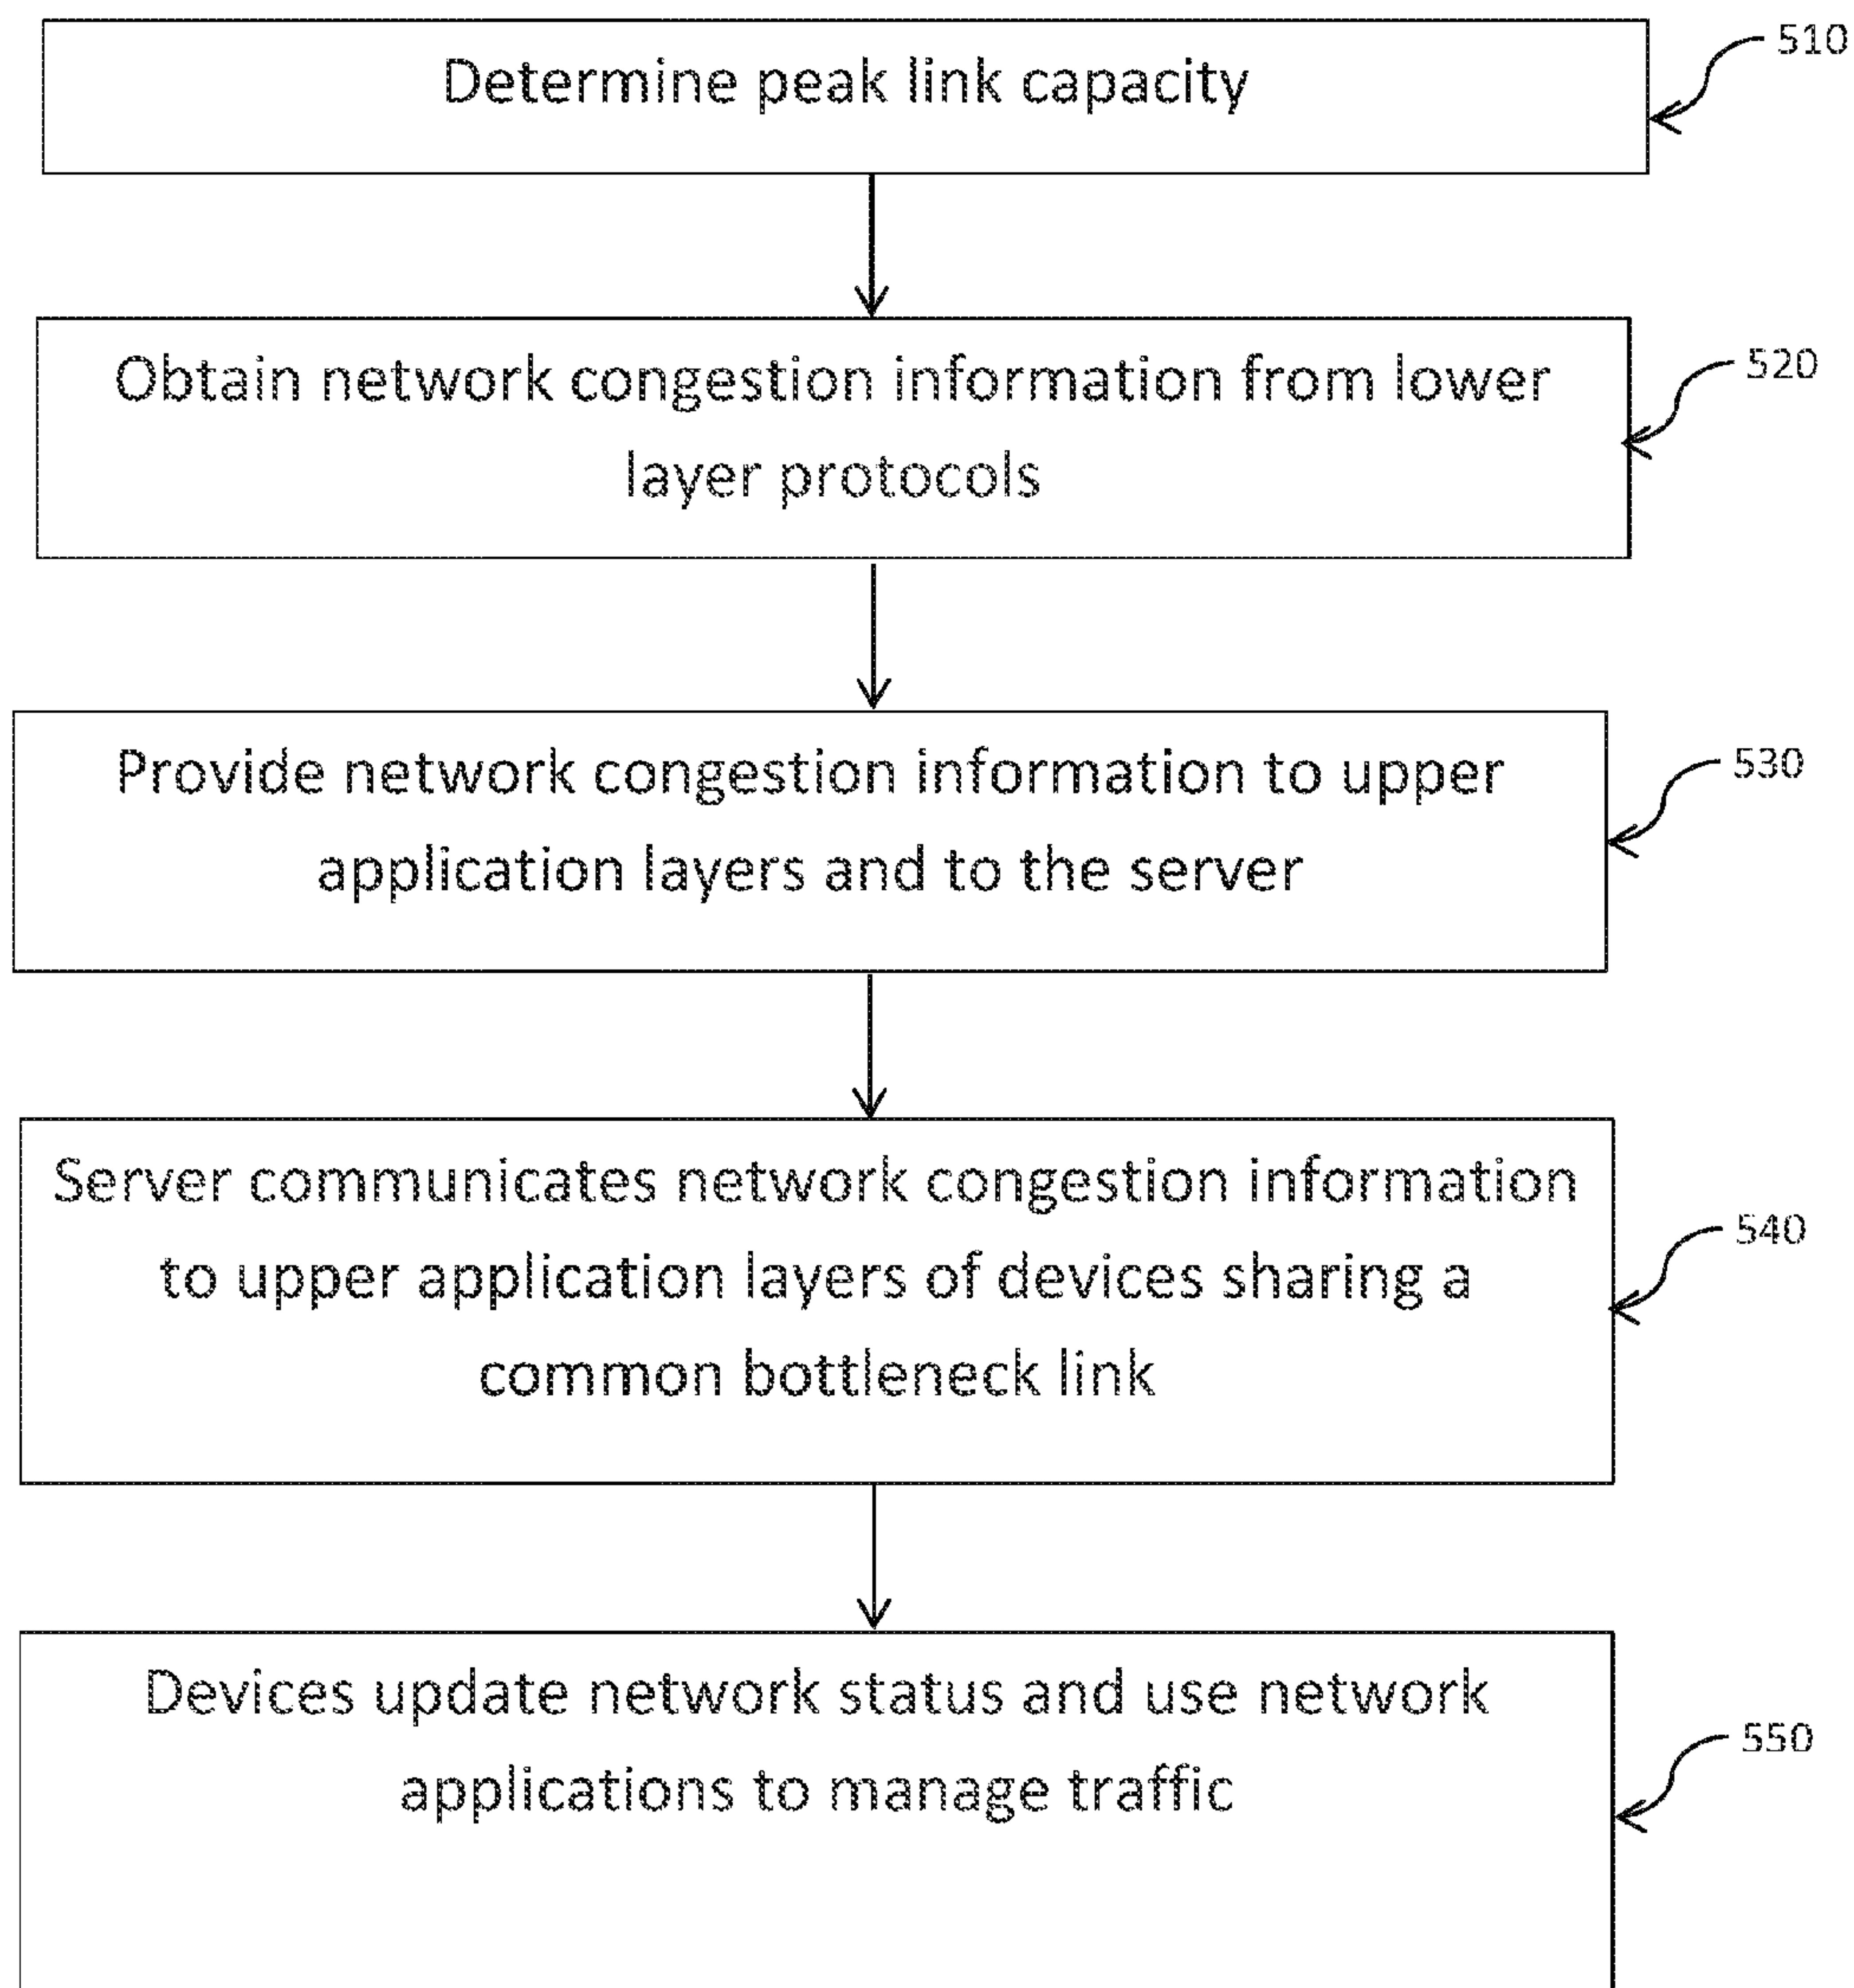 Determine peak link capacity
510
Obtain network congestion information from lower
layer protocols
520
Provide network congestion information to upper
application layers and to the server
530
Server communicates network congestion information
to upper application layers of devices sharing a
common bottleneck link
540
Devices update network status and use network
applications to manage traffic
550